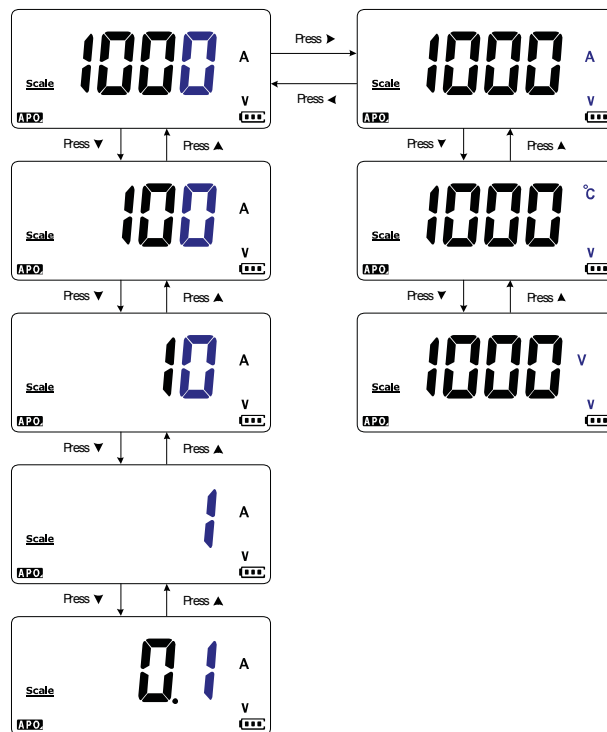 1000 A Press ► 1000 A
Scale Press ◄ Scale
V V
APO APO
Press ▼ Press ▲ Press ▼ Press ▲
100 A 1000 °C
Scale Scale
V V
APO APO
Press ▼ Press ▲ Press ▼ Press ▲
10 A 1000 V
Scale Scale
V V
APO APO
Press ▼ Press ▲
1 A
Scale
V
APO
Press ▼ Press ▲
0.1 A
Scale
V
APO